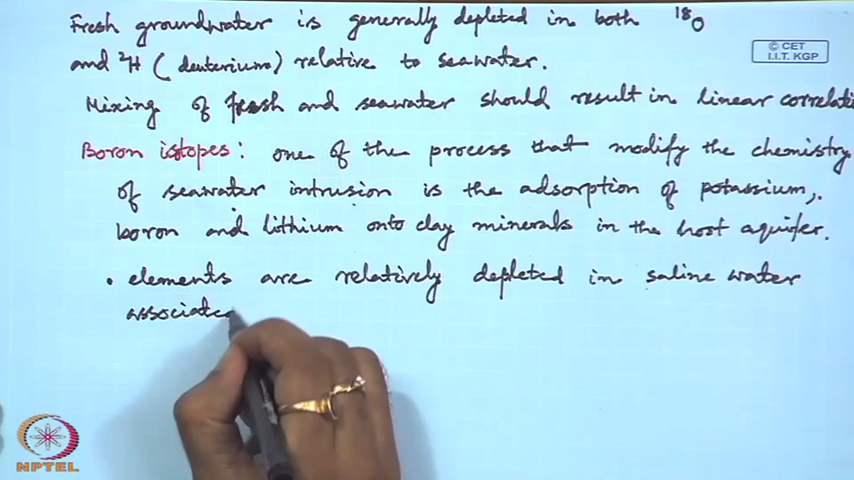 Fresh groundwater is generally depleted in both ¹⁸O
© CET
I.I.T. KGP
and ²H (deuterium) relative to seawater.
Mixing of fresh and seawater should result in linear correlati
Boron istopes: one of the process that modify the chemistry
of seawater intrusion is the adsorption of potassium,
boron and lithium onto clay minerals in the host aquifer.
• elements are relatively depleted in saline water
associated
NPTEL